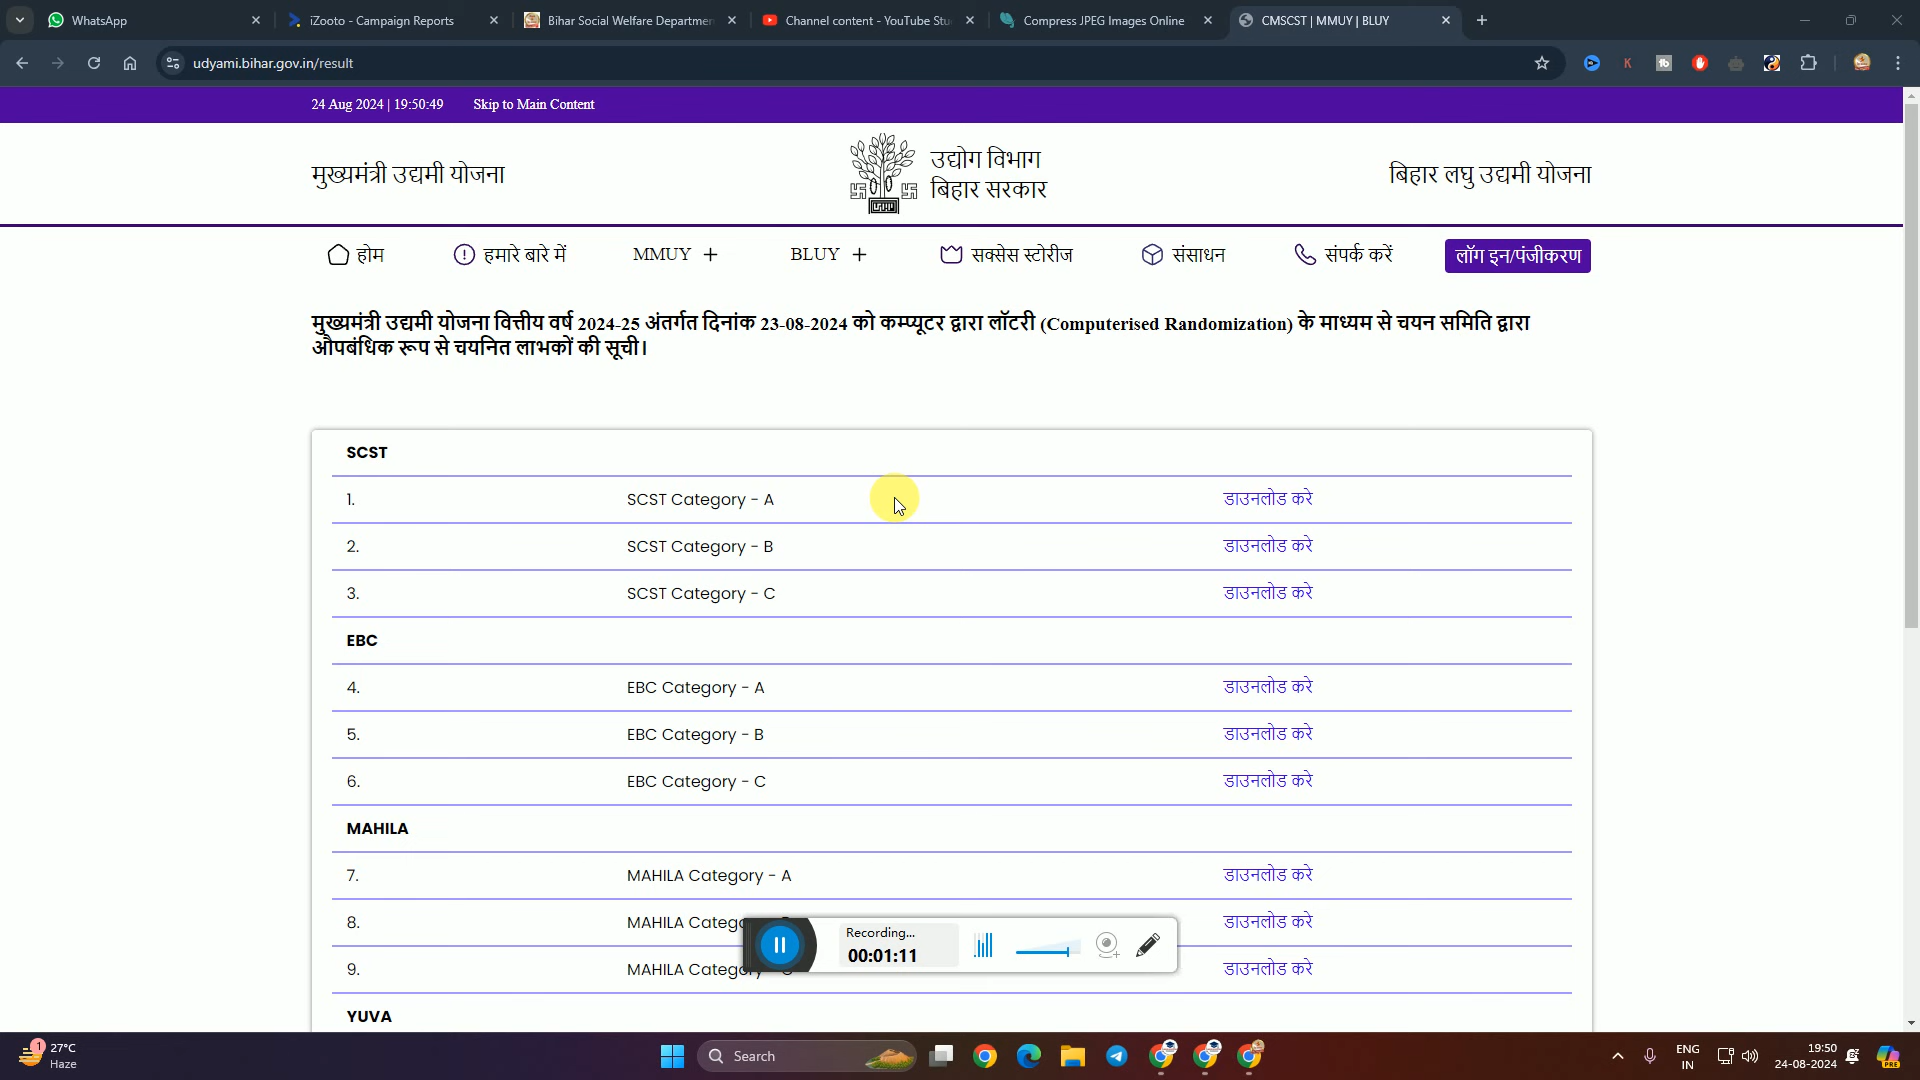 WhatsApp
iZooto - Campaign Reports
Bihar Social Welfare Departmen
Channel content - YouTube Stu
Compress JPEG Images Online
CMSCST | MMUY | BLUY
udyami.bihar.gov.in/result
24 Aug 2024 | 19:50:49
Skip to Main Content
मुख्यमंत्री उद्यमी योजना
उद्योग विभाग
बिहार सरकार
बिहार लघु उद्यमी योजना
होम
हमारे बारे में
MMUY +
BLUY +
सक्सेस स्टोरीज
संसाधन
संपर्क करें
लॉग इन/पंजीकरण
मुख्यमंत्री उद्यमी योजना वित्तीय वर्ष 2024-25 अंतर्गत दिनांक 23-08-2024 को कम्प्यूटर द्वारा लॉटरी (Computerised Randomization) के माध्यम से चयन समिति द्वारा
औपबंधिक रूप से चयनित लाभकों की सूची।
SCST
1. SCST Category - A डाउनलोड करे
2. SCST Category - B डाउनलोड करे
3. SCST Category - C डाउनलोड करे
EBC
4. EBC Category - A डाउनलोड करे
5. EBC Category - B डाउनलोड करे
6. EBC Category - C डाउनलोड करे
MAHILA
7. MAHILA Category - A डाउनलोड करे
8. MAHILA Catego डाउनलोड करे
9. MAHILA Catego डाउनलोड करे
YUVA
Recording...
00:01:11
1
27°C
Haze
Search
ENG
IN
19:50
24-08-2024
PRE